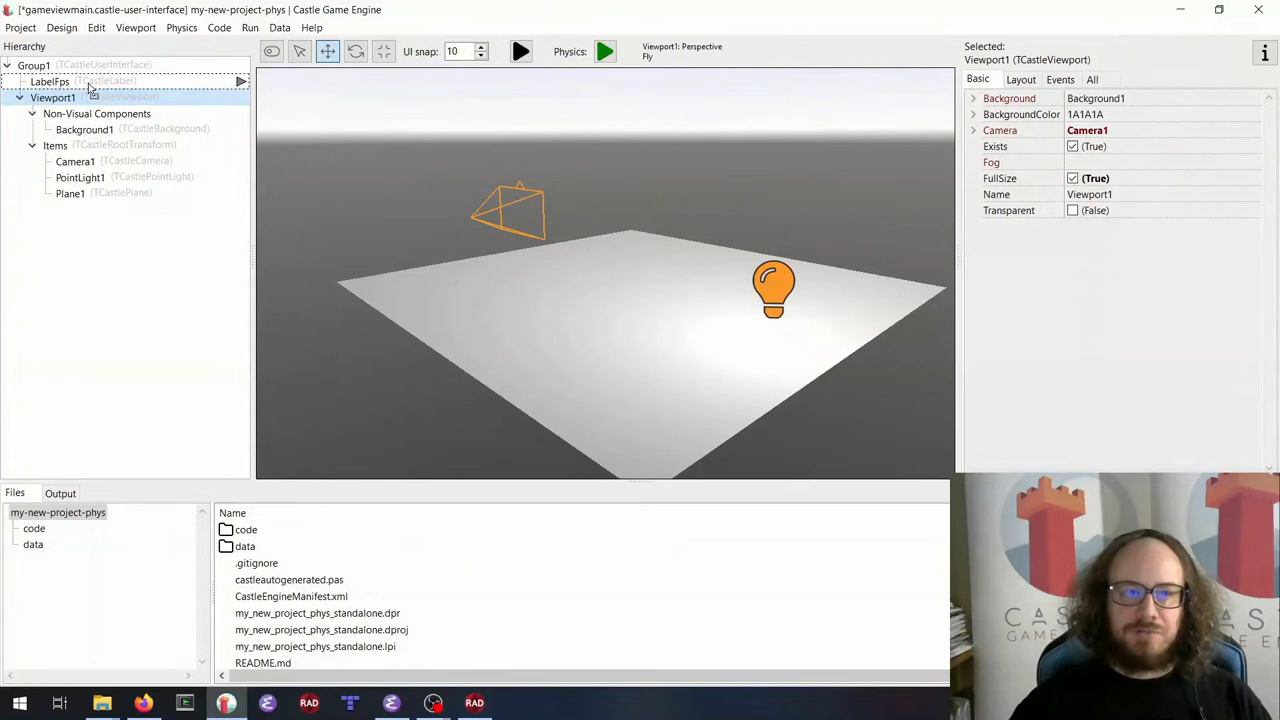 [*gameviewmain.castle-user-interface] my-new-project-phys | Castle Game Engine
Project Design Edit Viewport Physics Code Run Data Help
Hierarchy
Group1 (TCastleUserInterface)
LabelFps (TCastleLabel)
Viewport1 (TCastleViewport)
Non-Visual Components
Background1 (TCastleBackground)
Items (TCastleRootTransform)
Camera1 (TCastleCamera)
PointLight1 (TCastlePointLight)
Plane1 (TCastlePlane)
UI snap: 10
Physics:
Viewport1: Perspective
Fly
Selected:
Viewport1 (TCastleViewport)
Basic Layout Events All
Background Background1
BackgroundColor 1A1A1A
Camera Camera1
Exists (True)
Fog
FullSize (True)
Name Viewport1
Transparent (False)
Files Output
my-new-project-phys
code
data
Name
code
data
.gitignore
castleautogenerated.pas
CastleEngineManifest.xml
my_new_project_phys_standalone.dpr
my_new_project_phys_standalone.dproj
my_new_project_phys_standalone.lpi
README.md
RAD
RAD